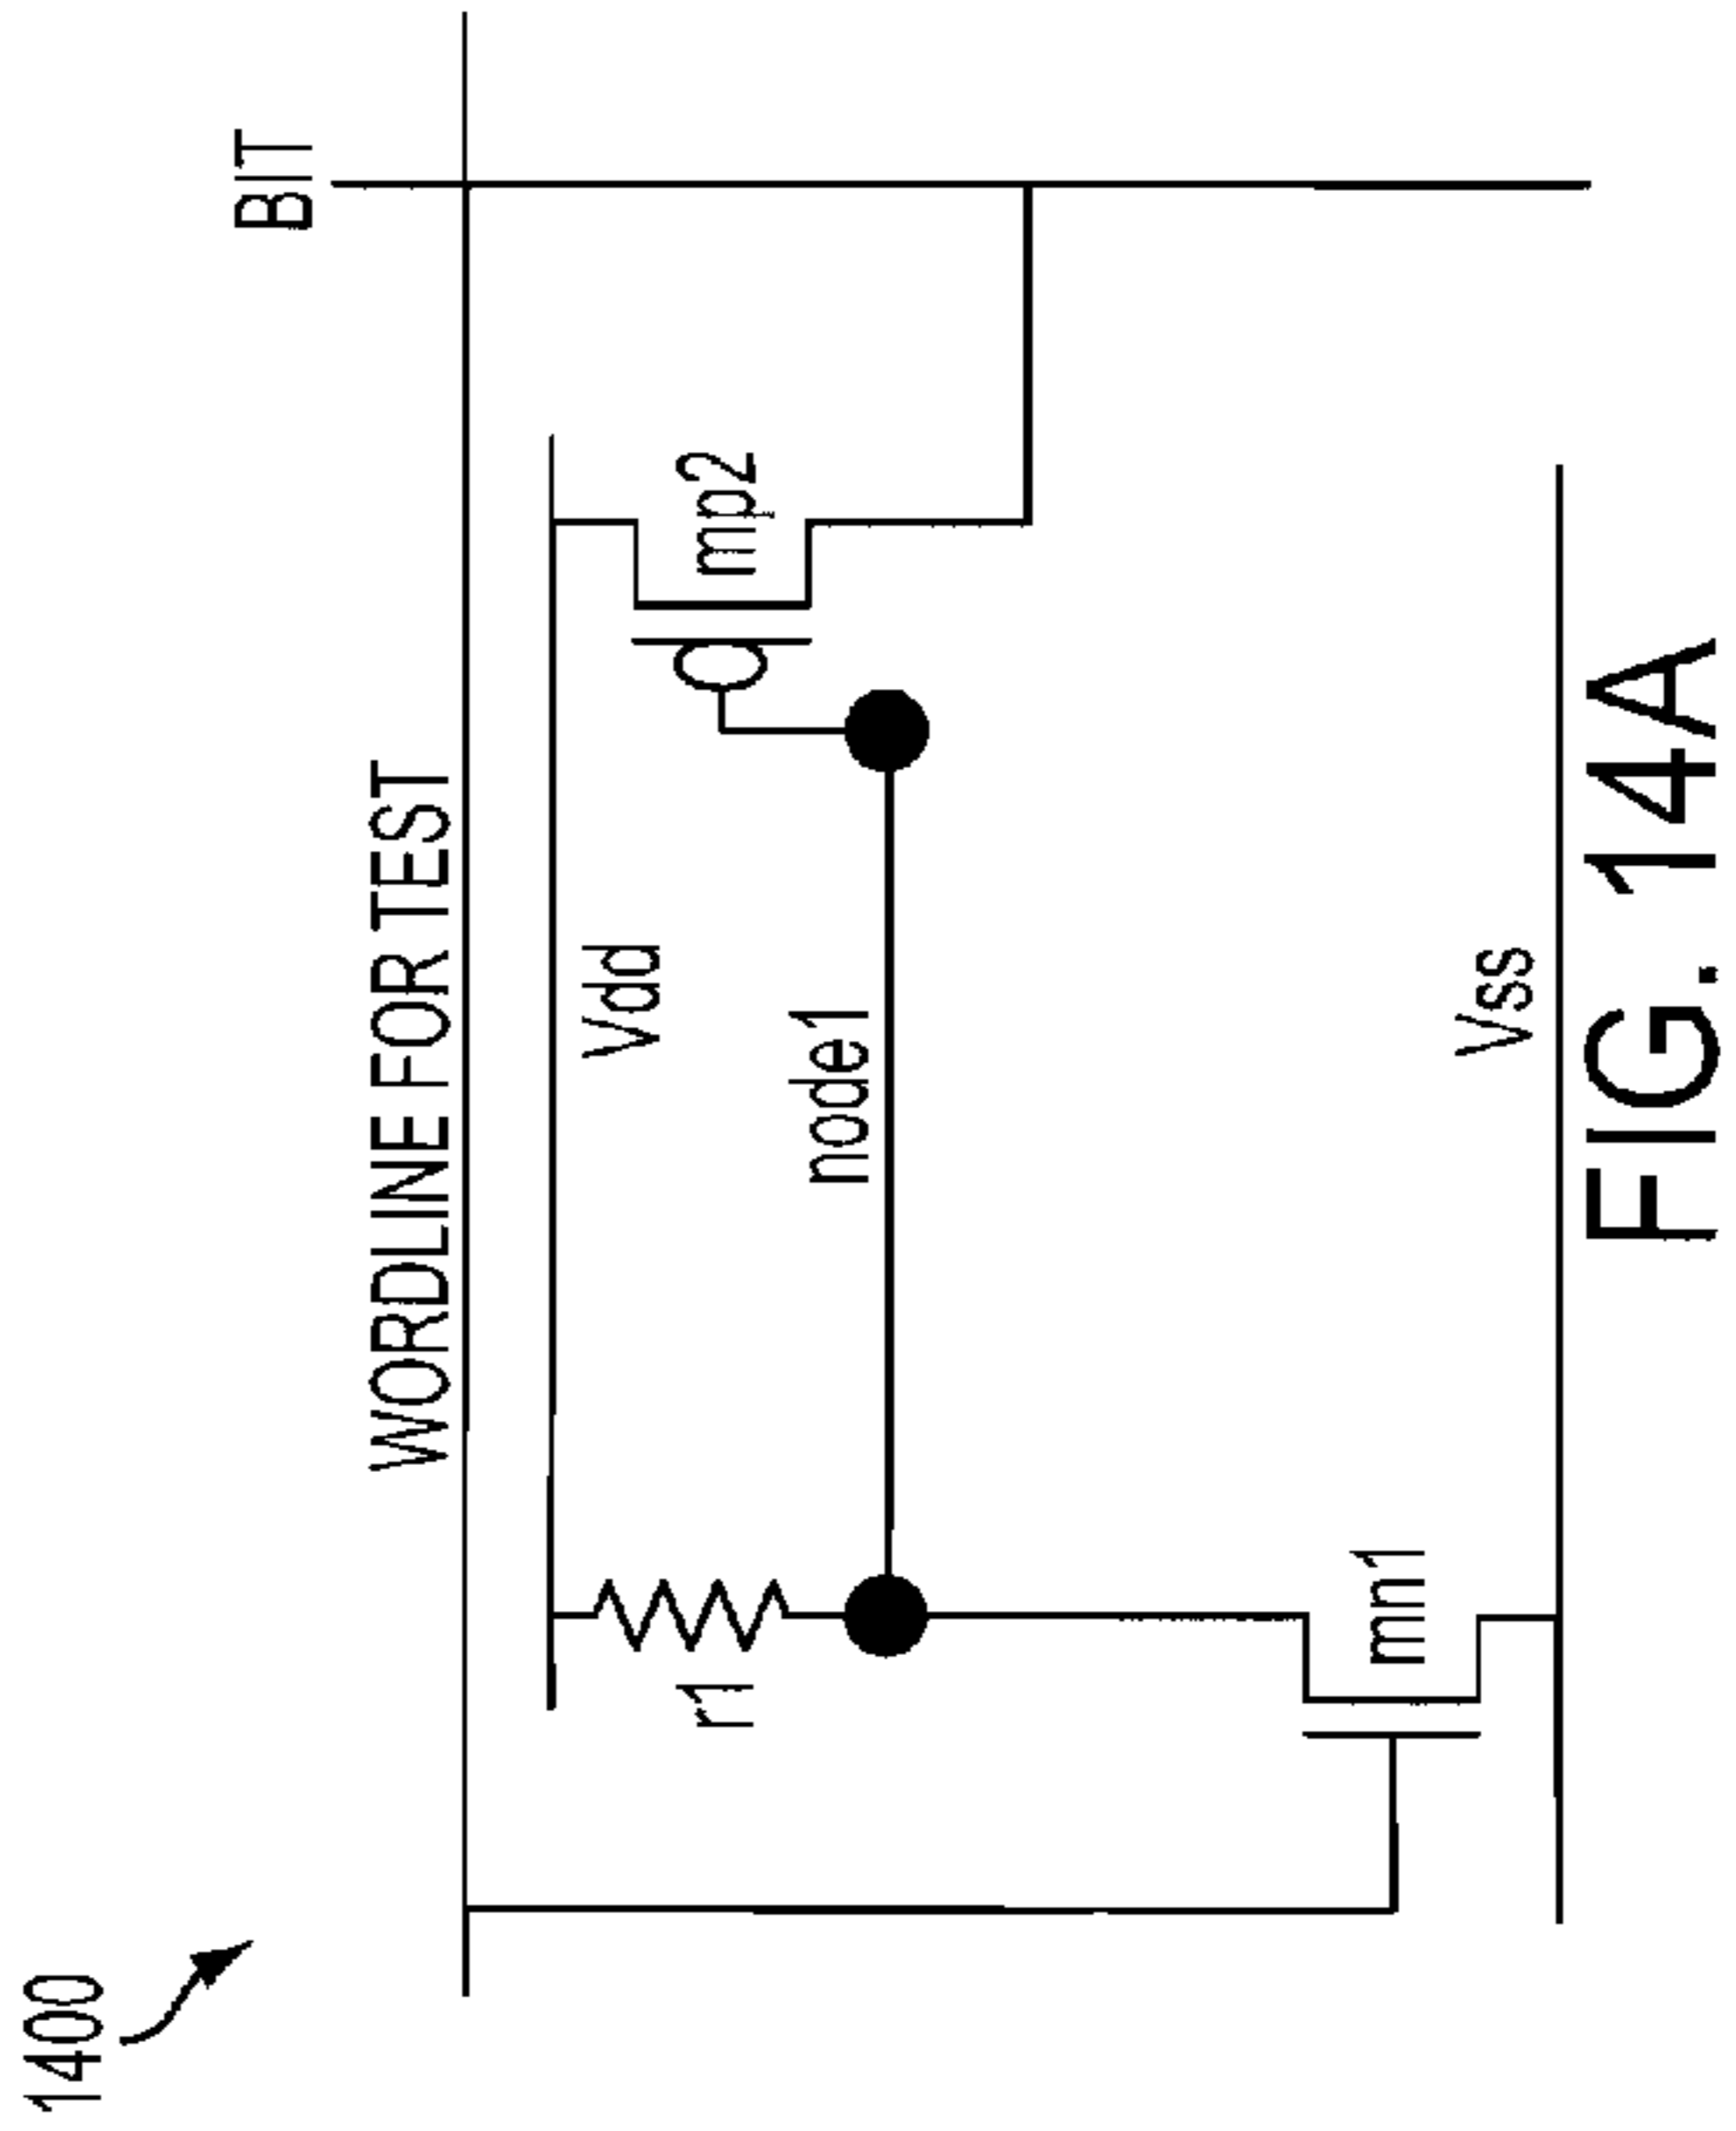 1400
BIT
WORDLINE FOR TEST
Vdd
r1
mp2
node1
mn1
Vss
FIG. 14A